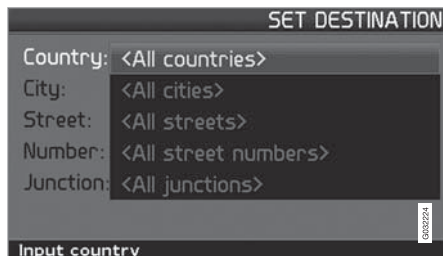 SET DESTINATION
Country: <All countries>
City: <All cities>
Street: <All streets>
Number: <All street numbers>
Junction: <All junctions>
G032224
Input country